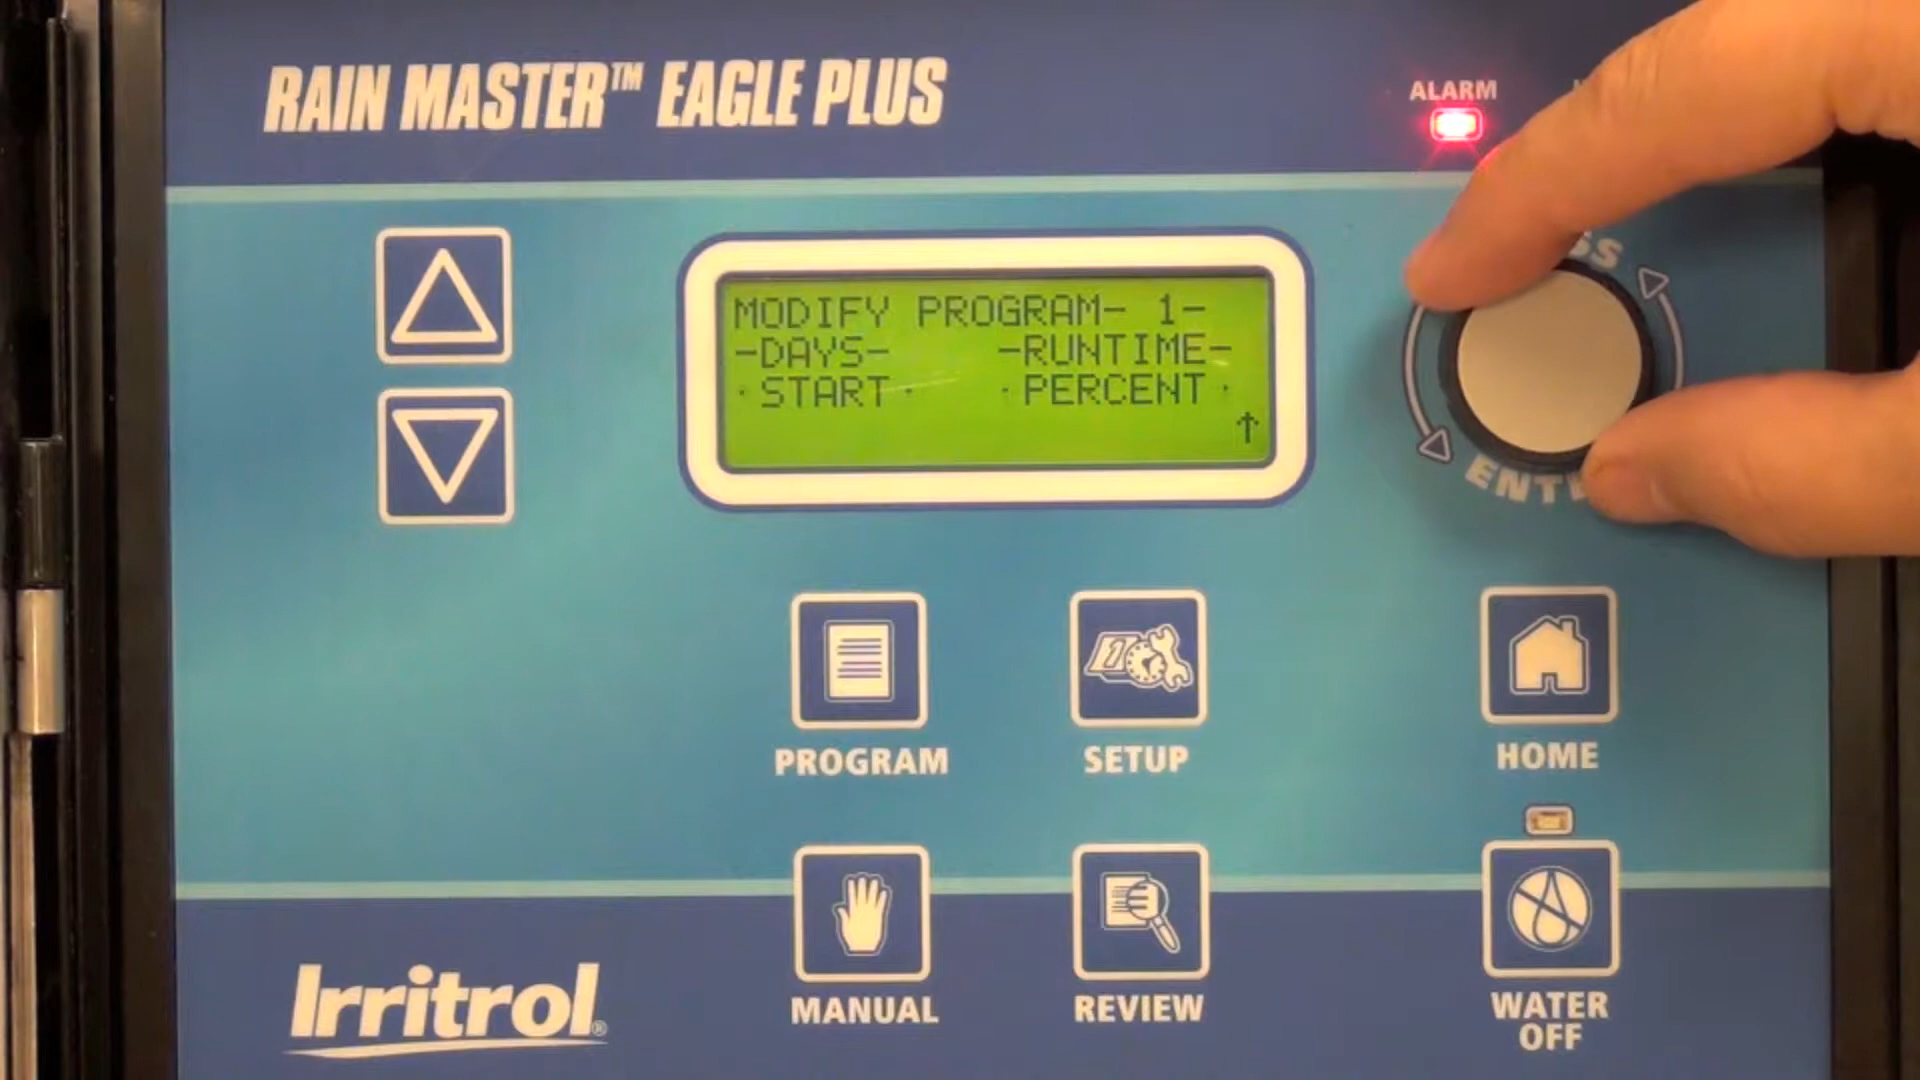 RAIN MASTER™ EAGLE PLUS
ALARM
MODIFY PROGRAM- 1-
-DAYS- -RUNTIME-
·START· ·PERCENT·
↑
PROGRAM
SETUP
HOME
MANUAL
REVIEW
WATER
OFF
Irritrol®